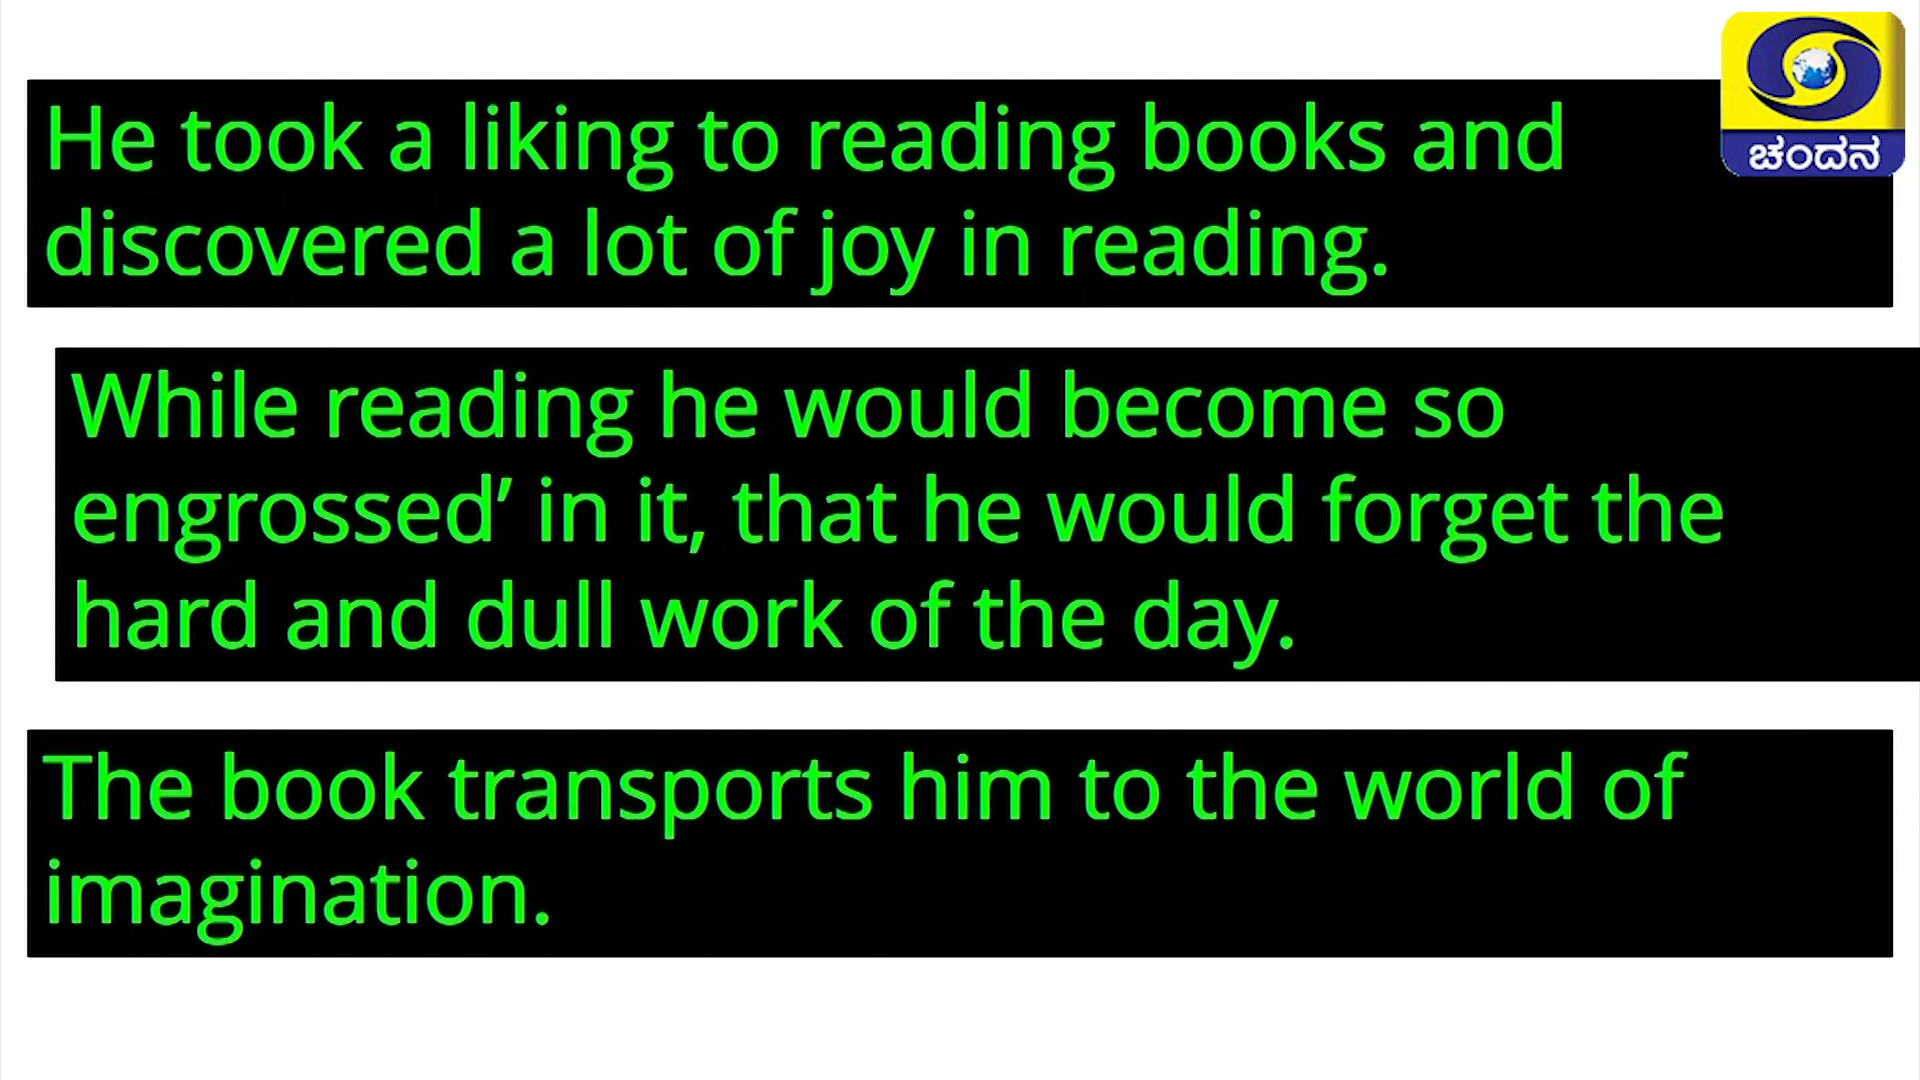 ಚಂದನ
He took a liking to reading books and
discovered a lot of joy in reading.
While reading he would become so
engrossed’ in it, that he would forget the
hard and dull work of the day.
The book transports him to the world of
imagination.